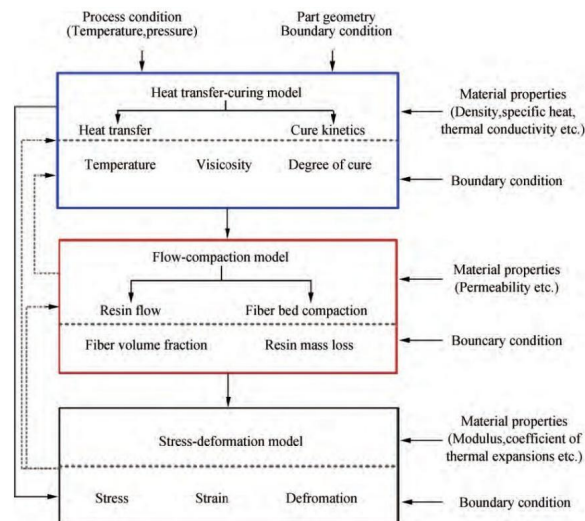 Process condition
(Temperature,pressure)
Part geometry
Boundary condition
Heat transfer-curing model
Heat transfer
Cure kinetics
Temperature
Visicosity
Degree of cure
Material properties
(Density,specific heat,
thermal conductivity etc.)
Boundary condition
Flow-compaction model
Resin flow
Fiber bed compaction
Fiber volume fraction
Resin mass loss
Material properties
(Permeability etc.)
Bouncary condition
Stress-deformation model
Stress
Strain
Defromation
Material properties
(Modulus,coefficient of
thermal expansions etc.)
Boundary condition